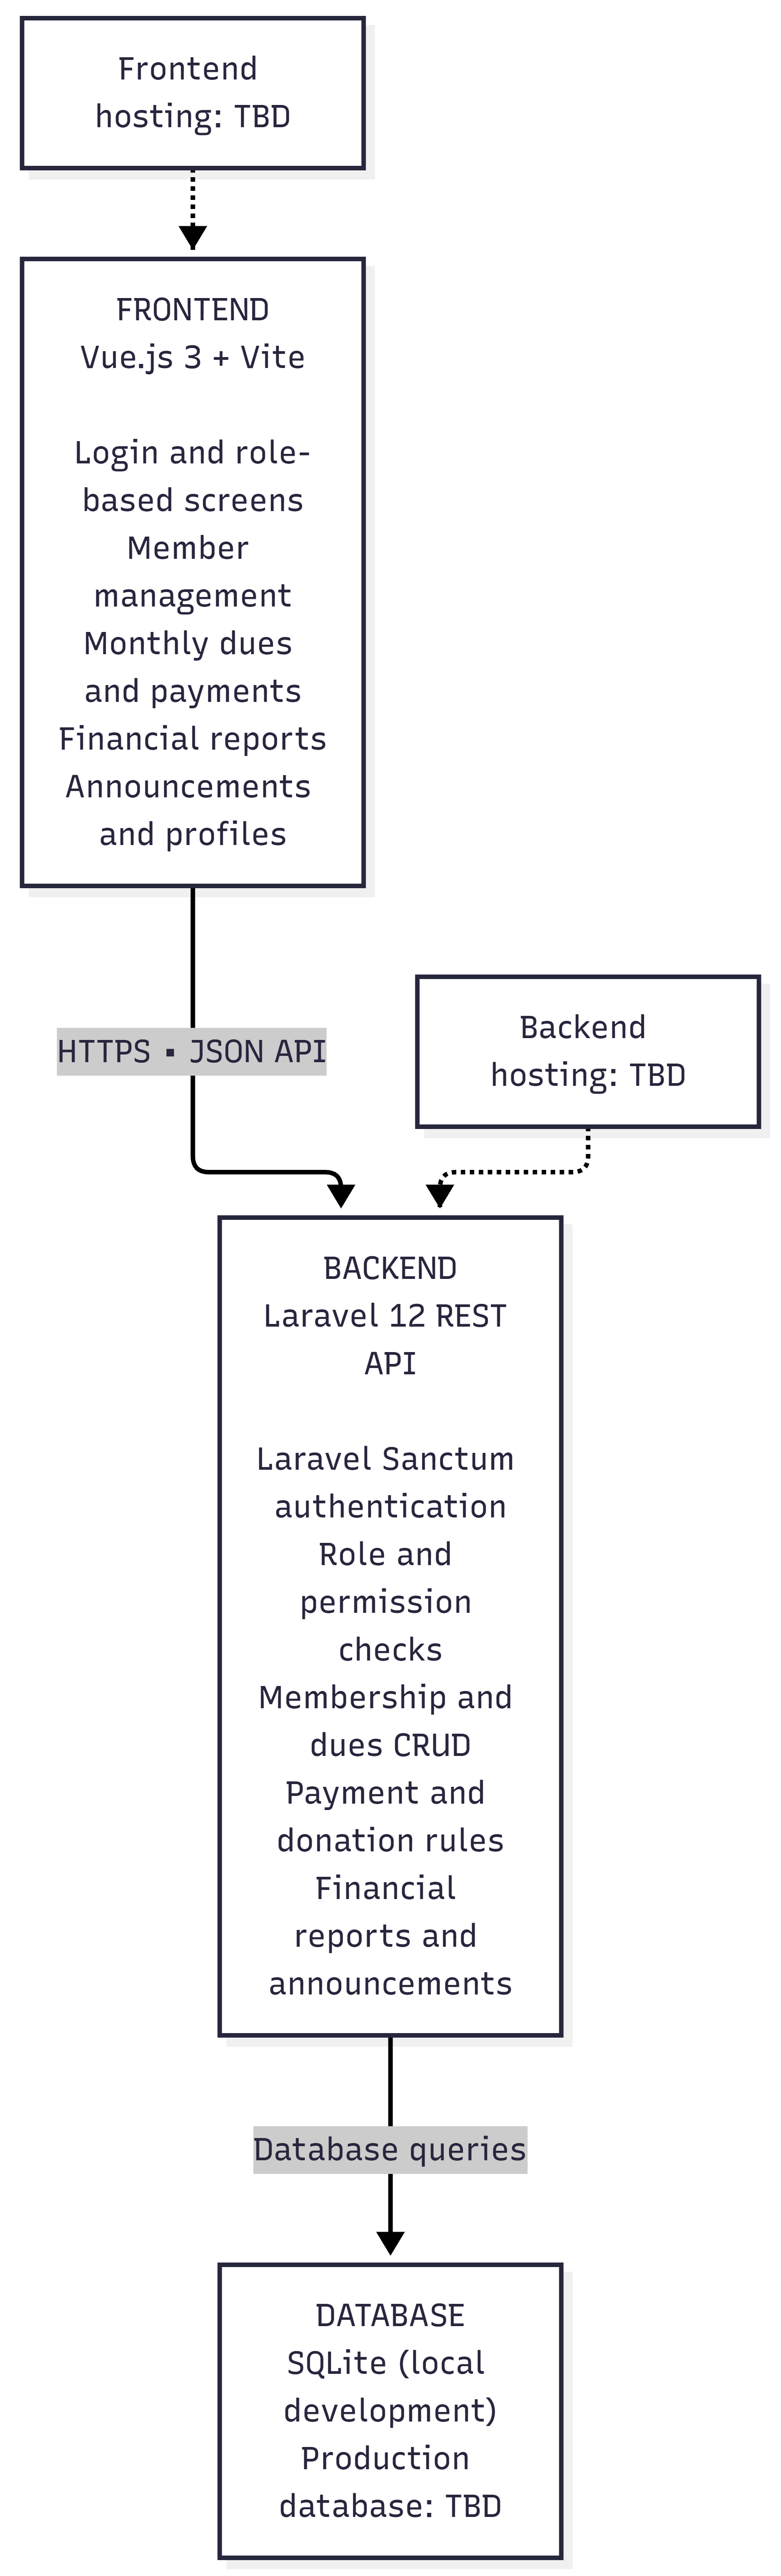 Frontend
hosting: TBD
FRONTEND
Vue.js 3 + Vite
Login and role-
based screens
Member
management
Monthly dues
and payments
Financial reports
Announcements
and profiles
HTTPS ▪ JSON API
Backend
hosting: TBD
BACKEND
Laravel 12 REST
API
Laravel Sanctum
authentication
Role and
permission
checks
Membership and
dues CRUD
Payment and
donation rules
Financial
reports and
announcements
Database queries
DATABASE
SQLite (local
development)
Production
database: TBD